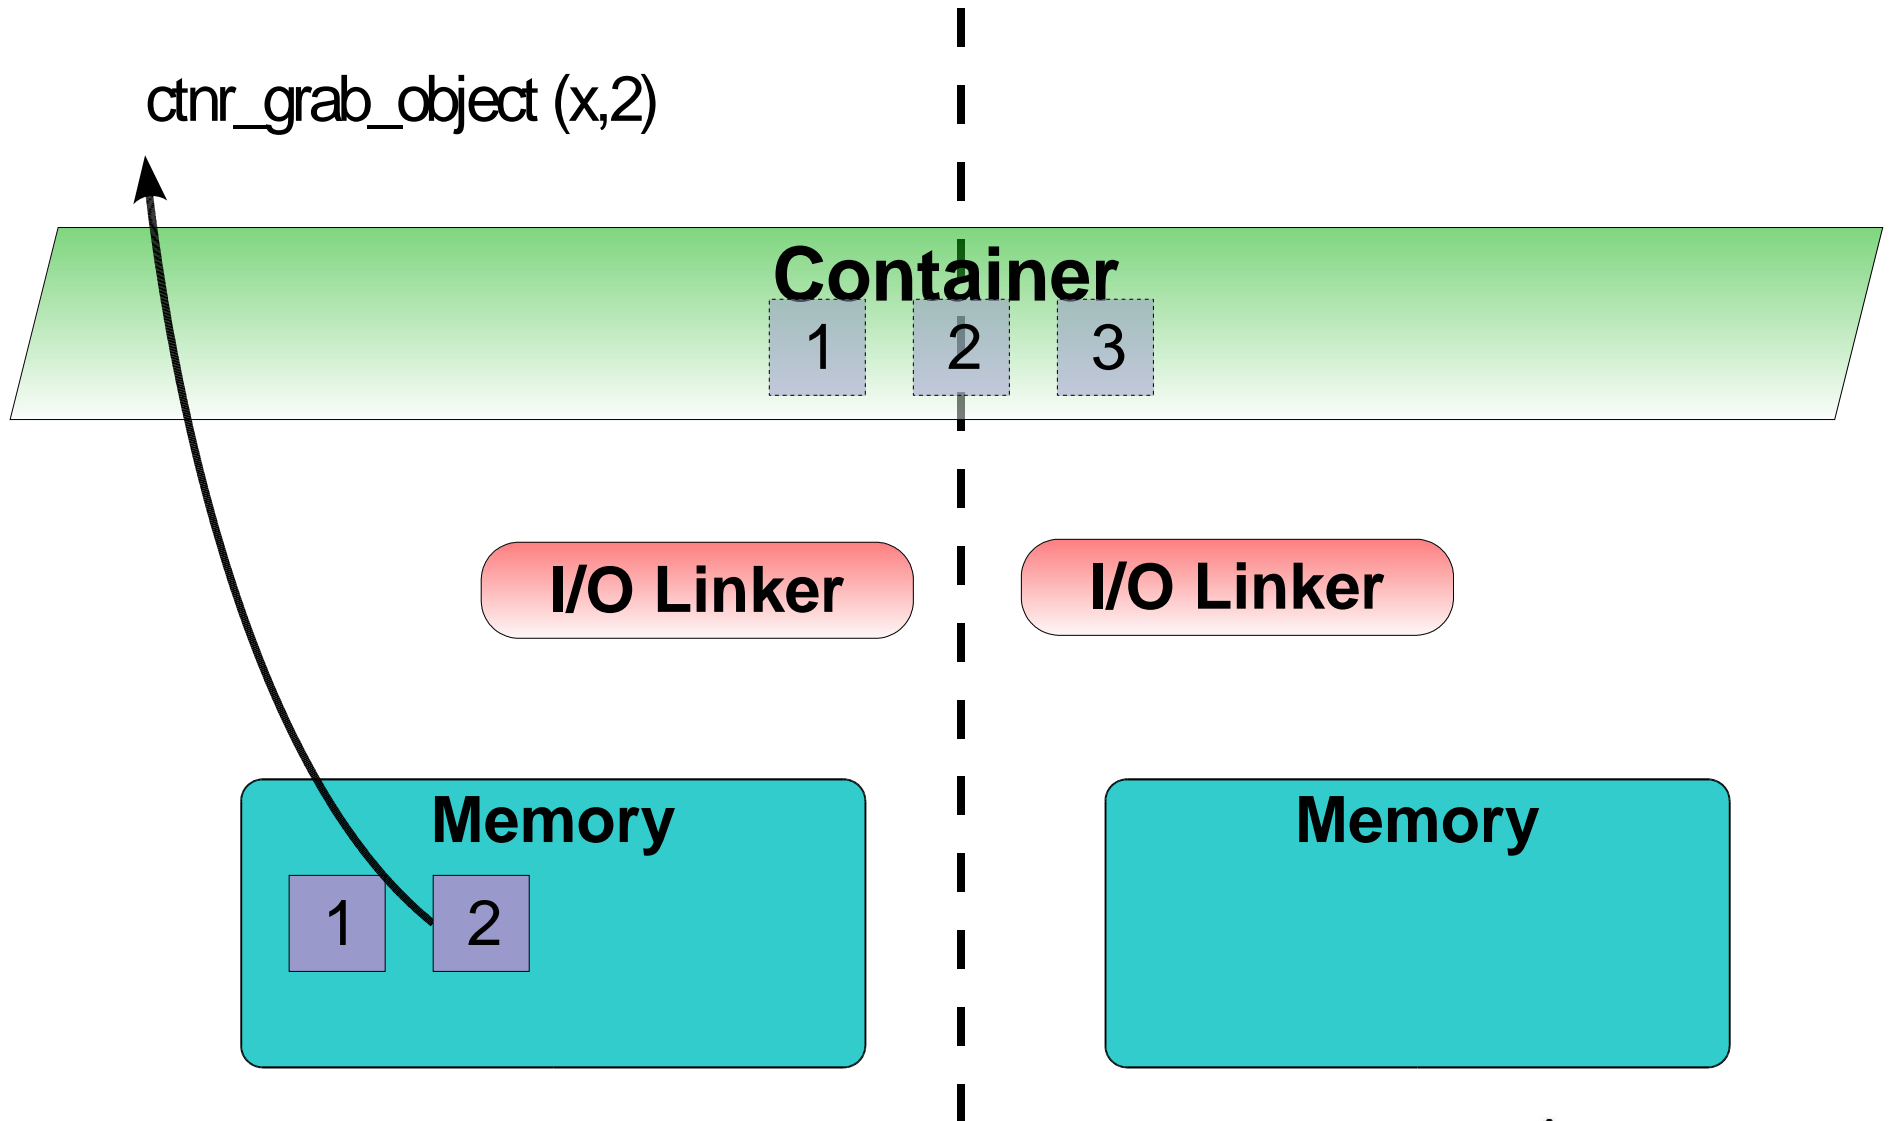 ctnr_grab_object (x,2)
Container
1 2 3
I/O Linker I/O Linker
Memory Memory
1 2